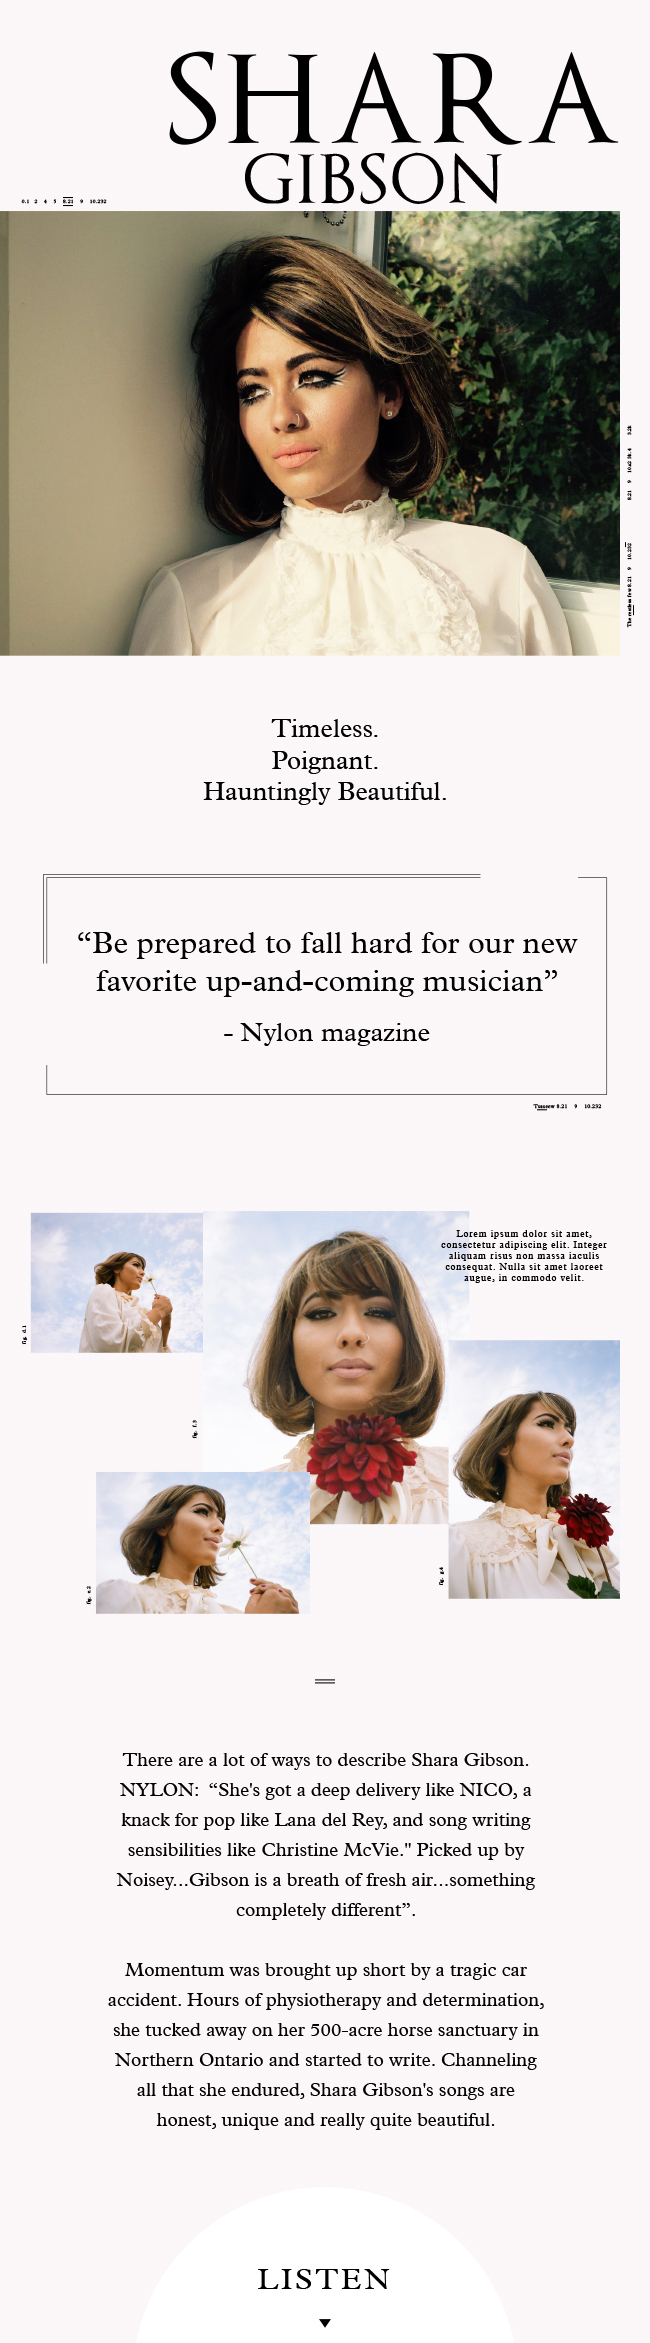 SHARA
GIBSON
0.1 2 4 5 8.21 9 10.232
Timeless.
Poignant.
Hauntingly Beautiful.
“Be prepared to fall hard for our new
favorite up-and-coming musician”
- Nylon magazine
8.21 9 10.232
Lorem ipsum dolor sit amet,
consectetur adipiscing elit. Integer
aliquam risus non massa iaculis
consequat. Nulla sit amet laoreet
augue, in commodo velit.
fig. d.1
fig. f.3
fig. e.2
fig. g.4
There are a lot of ways to describe Shara Gibson.
NYLON: “She's got a deep delivery like NICO, a
knack for pop like Lana del Rey, and song writing
sensibilities like Christine McVie." Picked up by
Noisey...Gibson is a breath of fresh air...something
completely different”.
Momentum was brought up short by a tragic car
accident. Hours of physiotherapy and determination,
she tucked away on her 500-acre horse sanctuary in
Northern Ontario and started to write. Channeling
all that she endured, Shara Gibson's songs are
honest, unique and really quite beautiful.
LISTEN